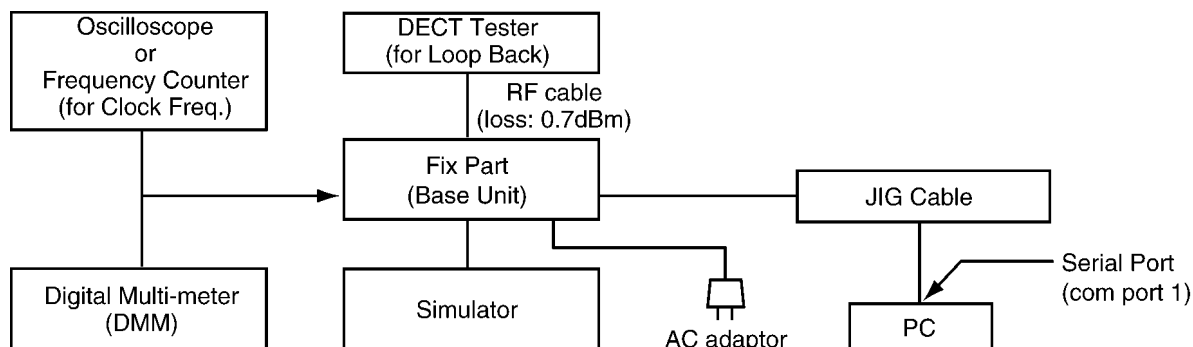 Oscilloscope
or
Frequency Counter
(for Clock Freq.)
DECT Tester
(for Loop Back)
RF cable
(loss: 0.7dBm)
Fix Part
(Base Unit)
JIG Cable
Serial Port
(com port 1)
Digital Multi-meter
(DMM)
Simulator
AC adaptor
PC